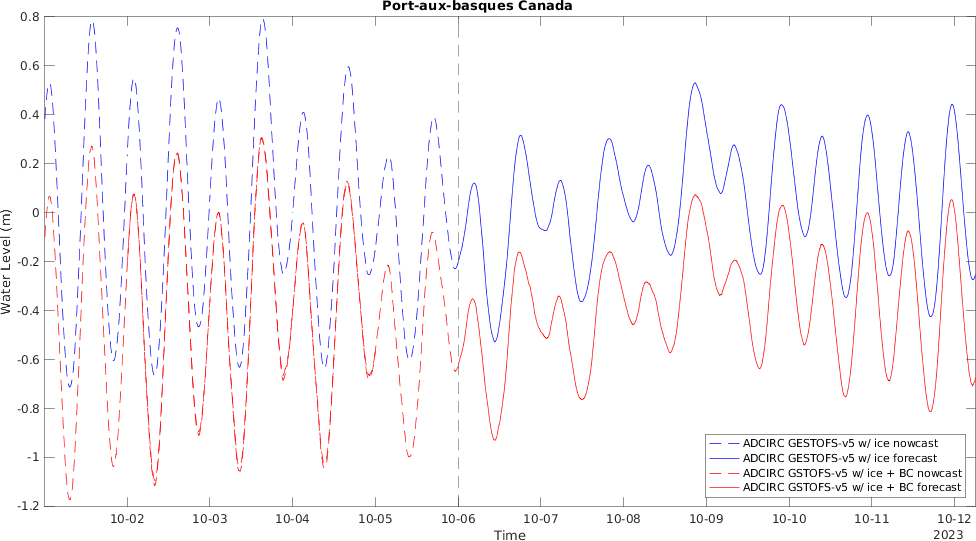 Port-aux-basques Canada
0.8
0.6
0.4
0.2
0
-0.2
-0.4
-0.6
-0.8
-1
-1.2
Water Level (m)
ADCIRC GESTOFS-v5 w/ ice nowcast
ADCIRC GESTOFS-v5 w/ ice forecast
ADCIRC GSTOFS-v5 w/ ice + BC nowcast
ADCIRC GSTOFS-v5 w/ ice + BC forecast
10-02 10-03 10-04 10-05 10-06 10-07 10-08 10-09 10-10 10-11 10-12
Time
2023